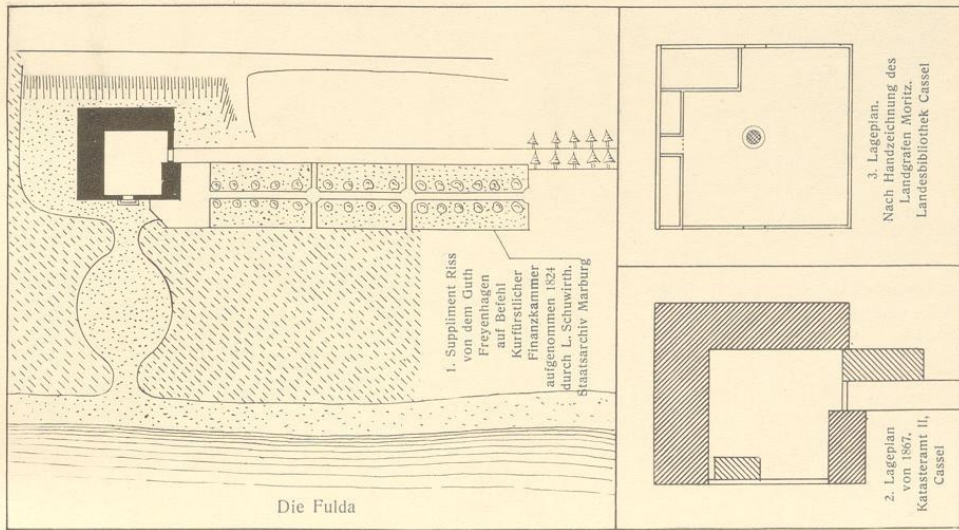 1. Suppliment Riss
von dem Guth
Freyenhagen
auf Befehl
Kurfürstlicher
Finanzkammer
aufgenommen 1824
durch L. Schuwirth.
Staatsarchiv Marburg
Die Fulda
2. Lageplan
von 1867.
Katasteramt II,
Cassel
3. Lageplan.
Nach Handzeichnung des
Landgrafen Moritz.
Landesbibliothek Cassel